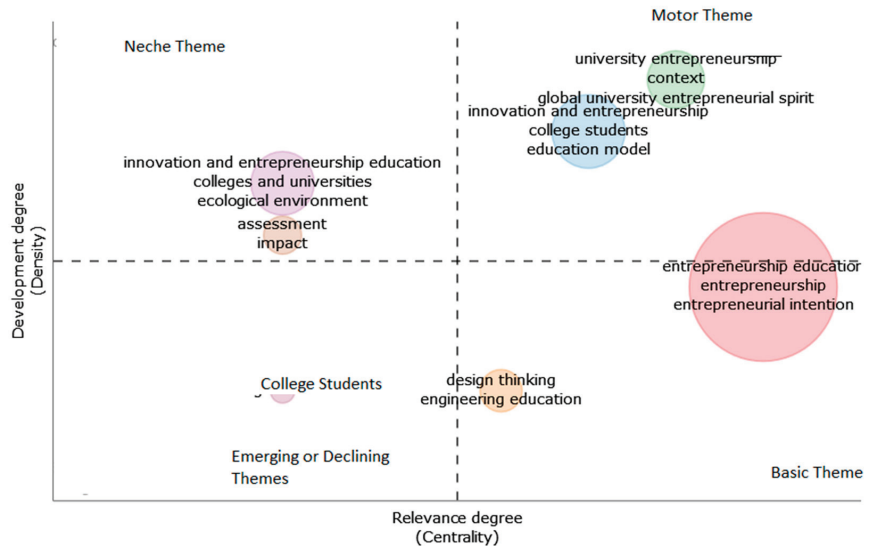 Motor Theme
Neche Theme
university entrepreneurship
context
global university entrepreneurial spirit
innovation and entrepreneurship
college students
education model
innovation and entrepreneurship education
colleges and universities
ecological environment
assessment
impact
entrepreneurship education
entrepreneurship
entrepreneurial intention
College Students
design thinking
engineering education
Emerging or Declining
Themes
Basic Theme
Development degree
(Density)
Relevance degree
(Centrality)